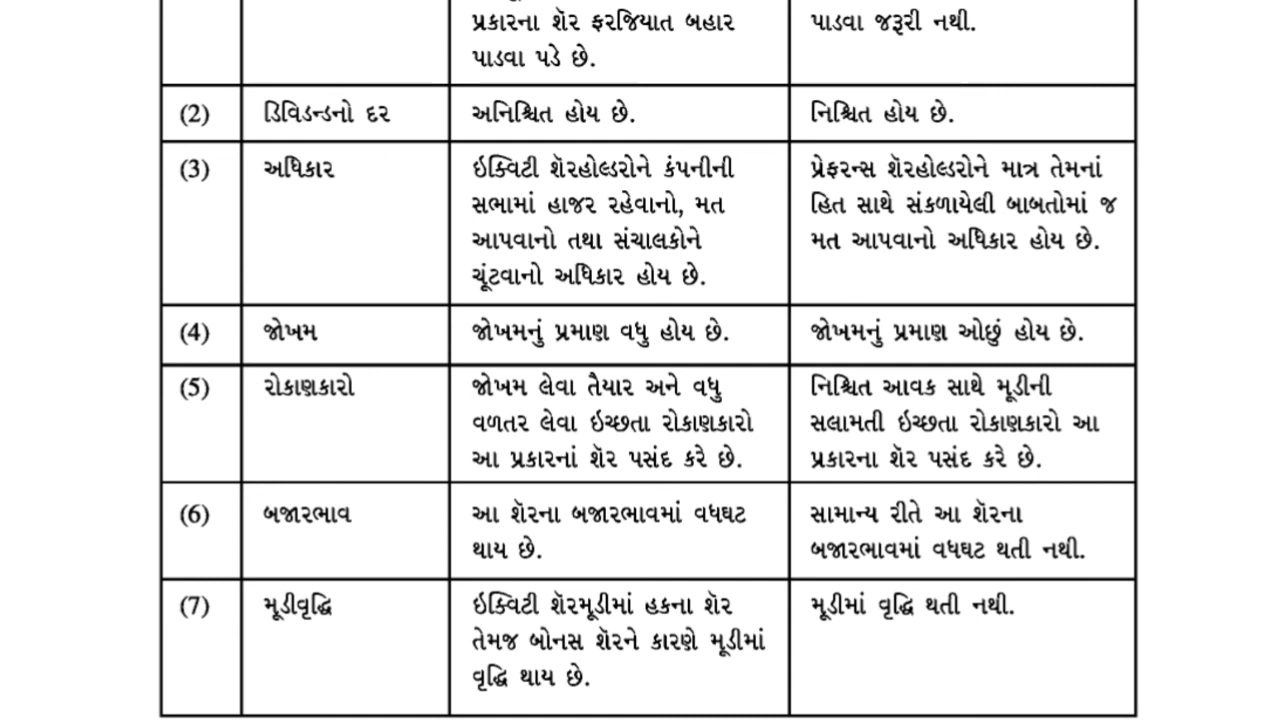 પ્રકારના શૅર ફરજિયાત બહાર
પાડવા પડે છે.
પાડવા જરૂરી નથી.
(2)
ડિવિડન્ડનો દર
અનિશ્ચિત હોય છે.
નિશ્ચિત હોય છે.
(3)
અધિકાર
ઇક્વિટી શૅરહોલ્ડરોને કંપનીની
સભામાં હાજર રહેવાનો, મત
આપવાનો તથા સંચાલકોને
ચૂંટવાનો અધિકાર હોય છે.
પ્રેફરન્સ શૅરહોલ્ડરોને માત્ર તેમનાં
હિત સાથે સંકળાયેલી બાબતોમાં જ
મત આપવાનો અધિકાર હોય છે.
(4)
જોખમ
જોખમનું પ્રમાણ વધુ હોય છે.
જોખમનું પ્રમાણ ઓછું હોય છે.
(5)
રોકાણકારો
જોખમ લેવા તૈયાર અને વધુ
વળતર લેવા ઇચ્છતા રોકાણકારો
આ પ્રકારનાં શૅર પસંદ કરે છે.
નિશ્ચિત આવક સાથે મૂડીની
સલામતી ઇચ્છતા રોકાણકારો આ
પ્રકારના શૅર પસંદ કરે છે.
(6)
બજારભાવ
આ શૅરના બજારભાવમાં વધઘટ
થાય છે.
સામાન્ય રીતે આ શૅરના
બજારભાવમાં વધઘટ થતી નથી.
(7)
મૂડીવૃદ્ધિ
ઇક્વિટી શૅરમૂડીમાં હકના શૅર
તેમજ બોનસ શૅરને કારણે મૂડીમાં
વૃદ્ધિ થાય છે.
મૂડીમાં વૃદ્ધિ થતી નથી.